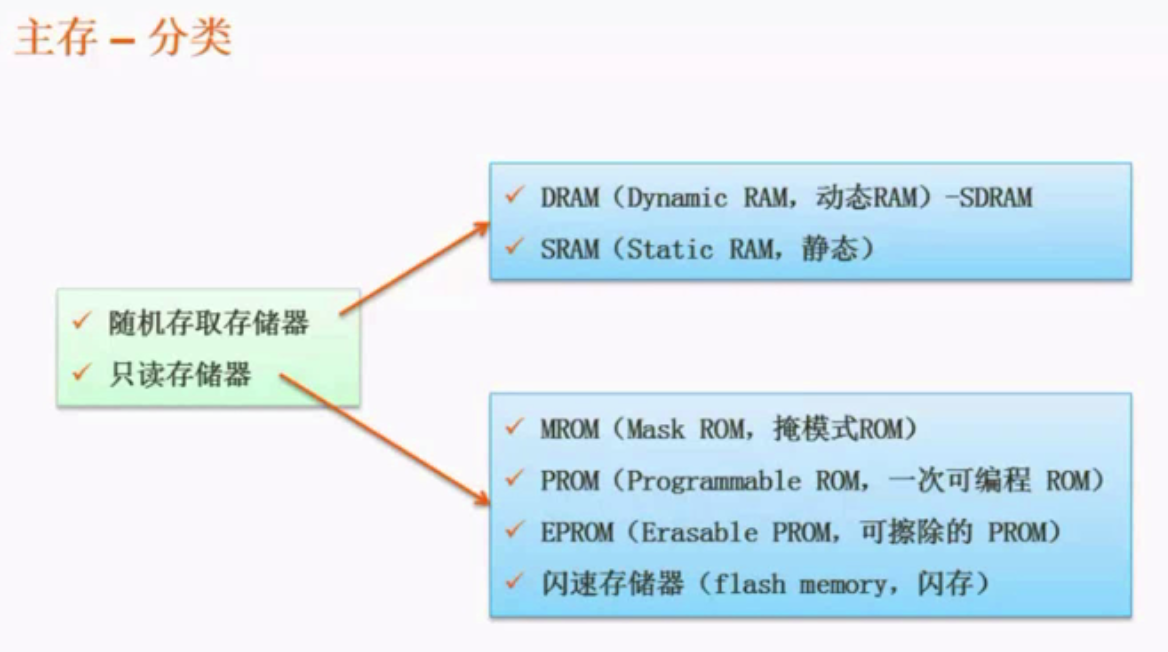 主存 – 分类
✓ DRAM（Dynamic RAM，动态RAM）-SDRAM
✓ SRAM（Static RAM，静态）
✓ 随机存取存储器
✓ 只读存储器
✓ MROM（Mask ROM，掩模式ROM）
✓ PROM（Programmable ROM，一次可编程 ROM）
✓ EPROM（Erasable PROM，可擦除的 PROM）
✓ 闪速存储器（flash memory，闪存）